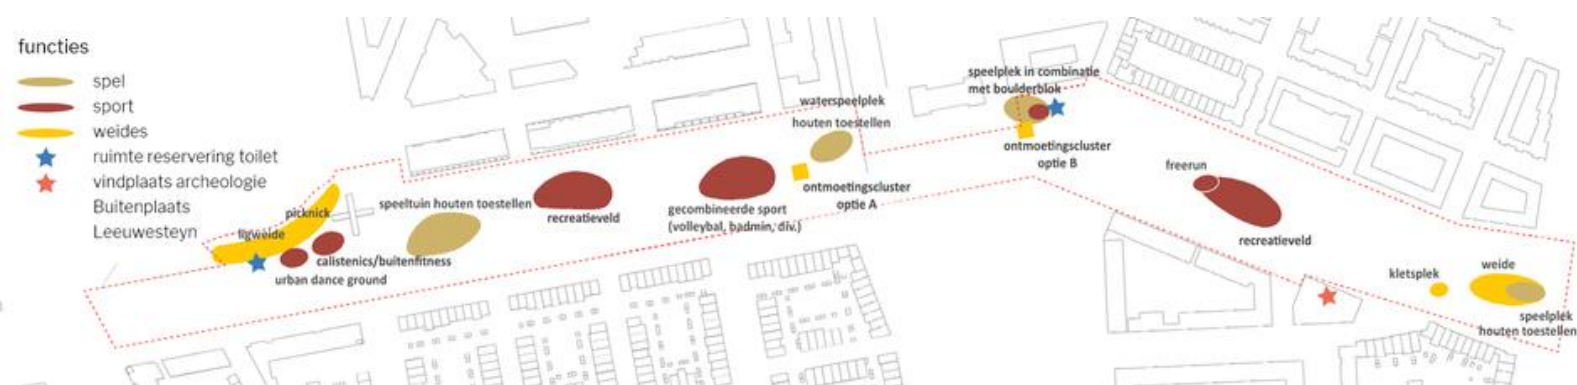 functies
spel
sport
weides
ruimte reservering toilet
vindplaats archeologie
Buitenplaats
Leeuwesteyn
picknick
ligweide
calistenics/buitenfitness
urban dance ground
speeltuin houten toestellen
recreatieveld
gecombineerde sport
(volleybal, badmin, div.)
waterspeelplek
houten toestellen
ontmoetingscluster
optie A
speelplek in combinatie
met boulderblok
ontmoetingscluster
optie B
freerun
recreatieveld
kletsplek
weide
speelplek
houten toestellen